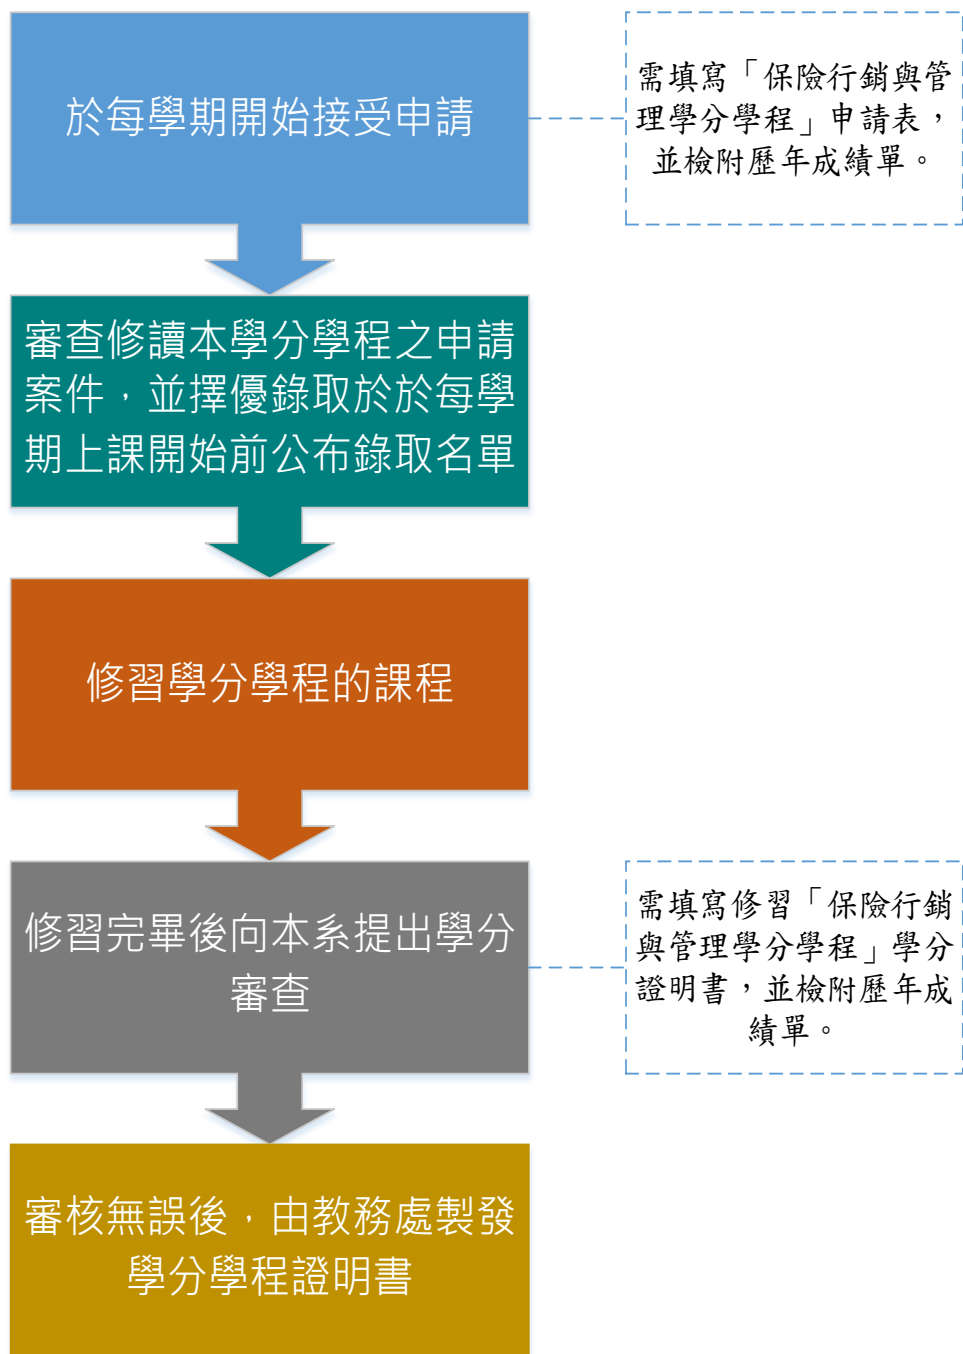 於每學期開始接受申請
需填寫「保險行銷與管
理學分學程」申請表，
並檢附歷年成績單。
審查修讀本學分學程之申請
案件，並擇優錄取於於每學
期上課開始前公布錄取名單
修習學分學程的課程
修習完畢後向本系提出學分
審查
需填寫修習「保險行銷
與管理學分學程」學分
證明書，並檢附歷年成
績單。
審核無誤後，由教務處製發
學分學程證明書